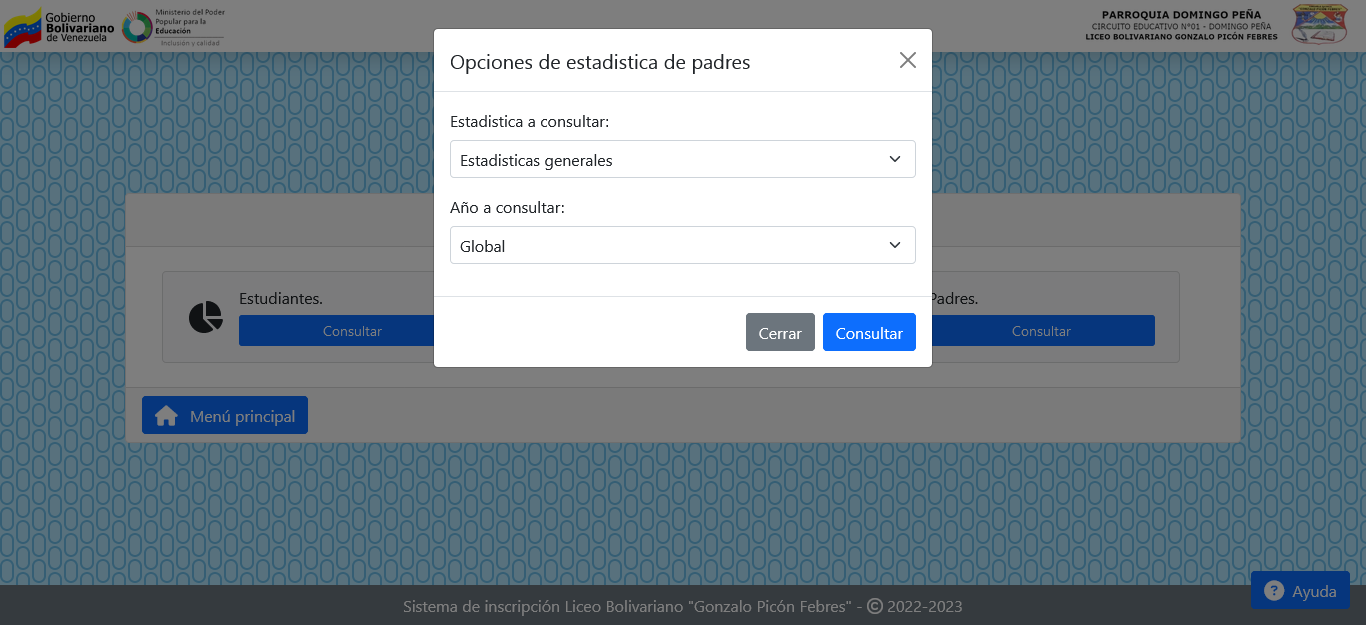 Gobierno
Bolivariano
de Venezuela
Ministerio del Poder
Popular para la
Educación
Inclusión y calidad
PARROQUIA DOMINGO PEÑA
CIRCUITO EDUCATIVO N°01 - DOMINGO PEÑA
LICEO BOLIVARIANO GONZALO PICÓN FEBRES
Opciones de estadistica de padres
Estadistica a consultar:
Estadisticas generales
Año a consultar:
Global
Cerrar
Consultar
Estudiantes.
Consultar
Padres.
Consultar
Menú principal
Ayuda
Sistema de inscripción Liceo Bolivariano "Gonzalo Picón Febres" - © 2022-2023